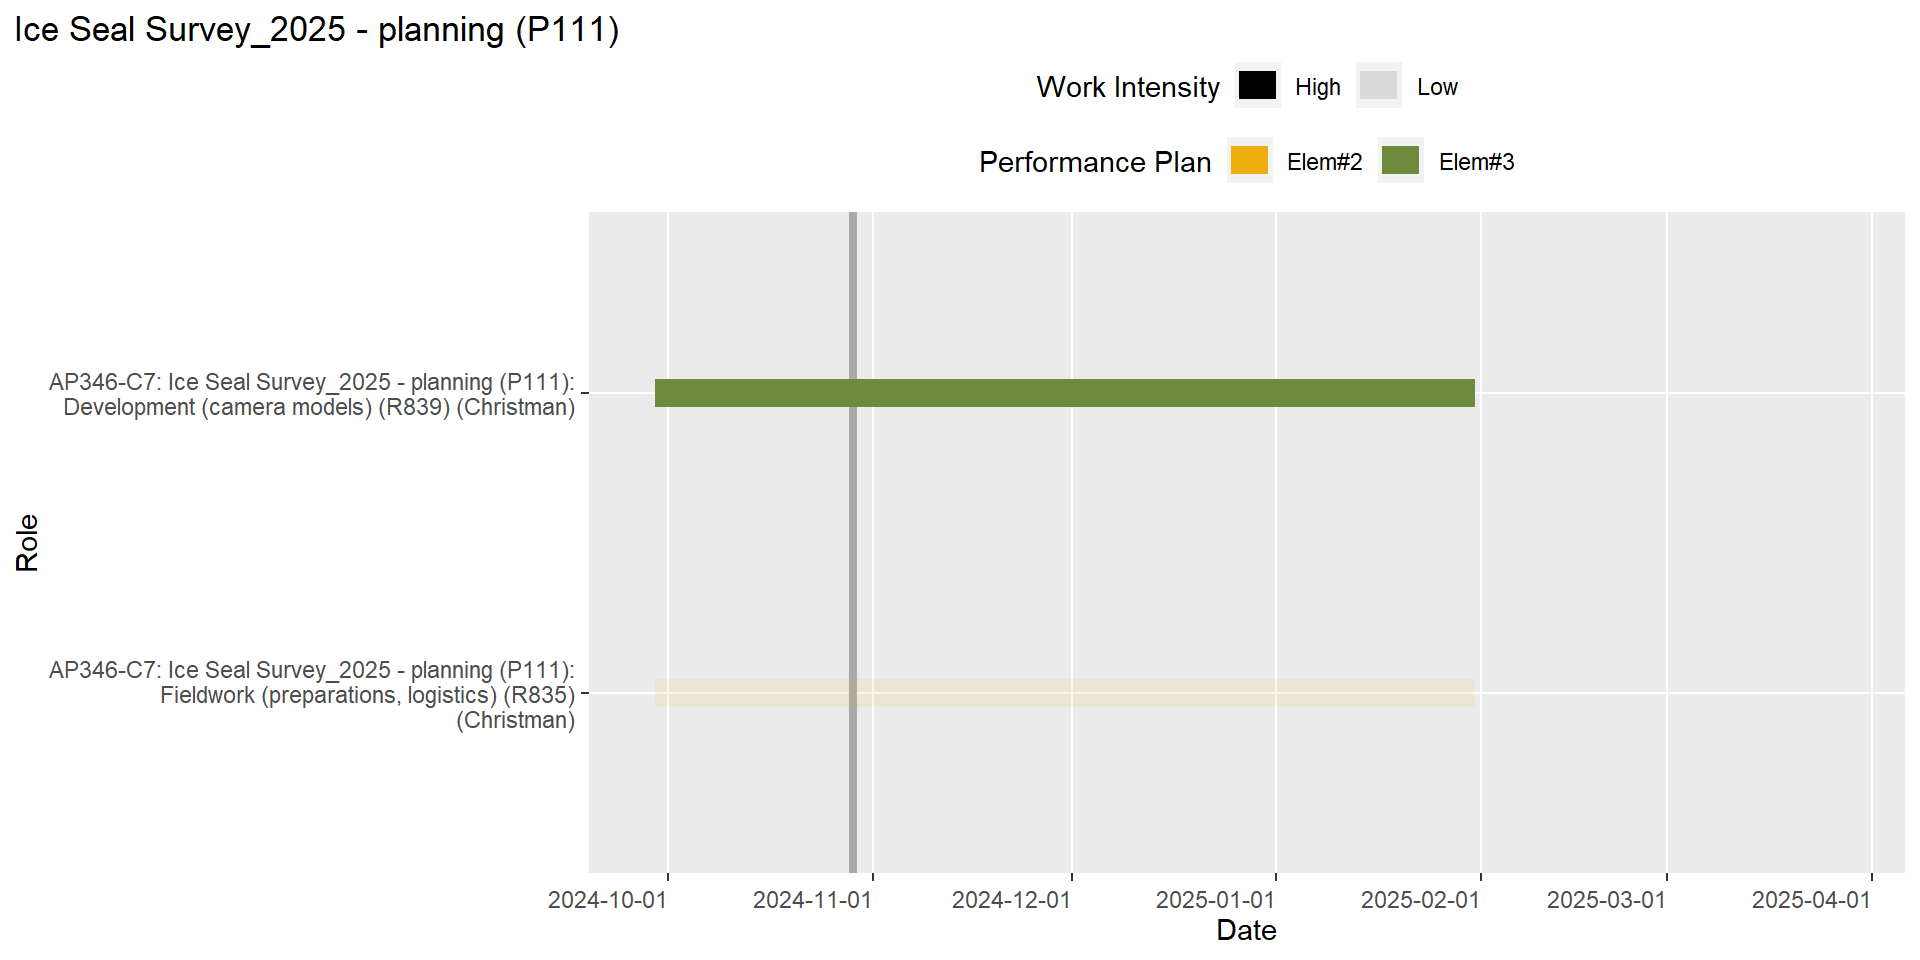 Ice Seal Survey_2025 - planning (P111)
Work Intensity High Low
Performance Plan Elem#2 Elem#3
AP346-C7: Ice Seal Survey_2025 - planning (P111):
Development (camera models) (R839) (Christman)
Role
AP346-C7: Ice Seal Survey_2025 - planning (P111):
Fieldwork (preparations, logistics) (R835)
(Christman)
2024-10-01 2024-11-01 2024-12-01 2025-01-01 2025-02-01 2025-03-01 2025-04-01
Date